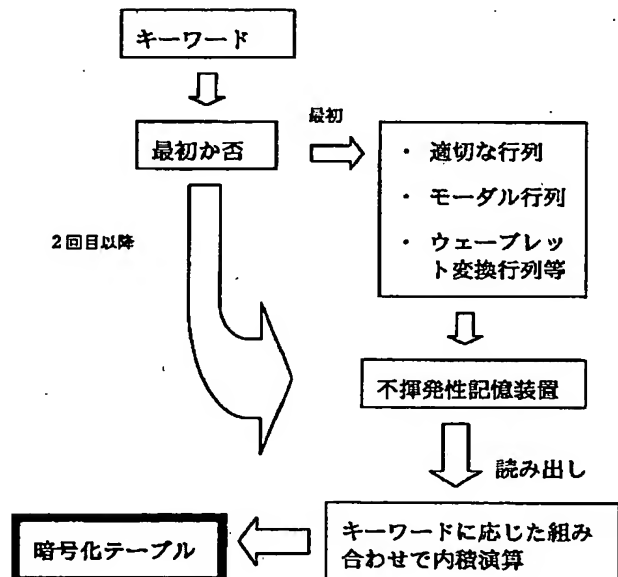 キーワード
最初か否
最初
・ 適切な行列
・ モーダル行列
・ ウェーブレッ
ト変換行列等
2回目以降
不揮発性記憶装置
読み出し
キーワードに応じた組み
合わせで内積演算
暗号化テーブル